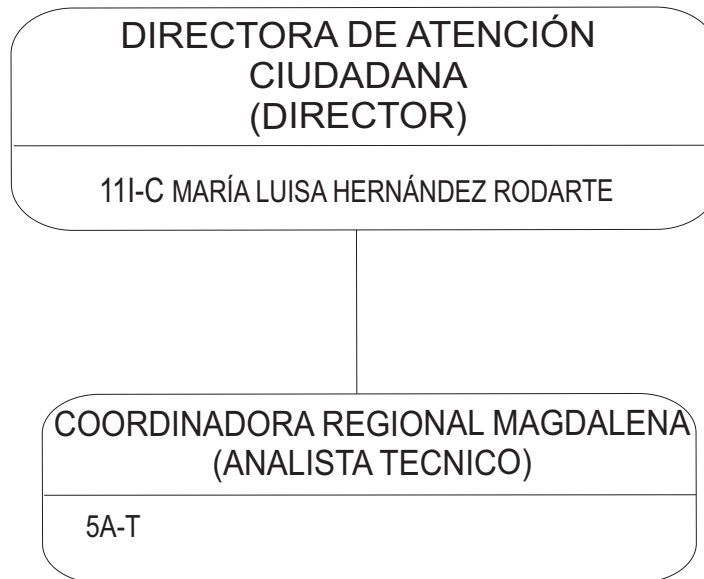 DIRECTORA DE ATENCIÓN
CIUDADANA
(DIRECTOR)
11I-C MARÍA LUISA HERNÁNDEZ RODARTE
COORDINADORA REGIONAL MAGDALENA
(ANALISTA TECNICO)
5A-T